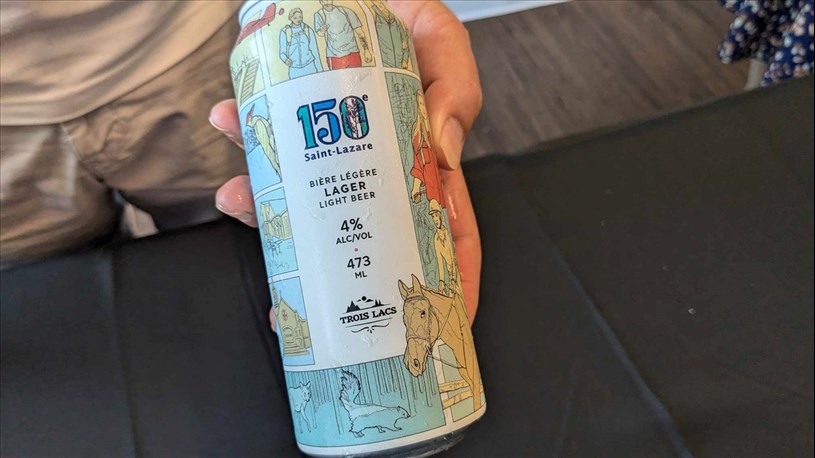 150e
Saint-Lazare
BIÈRE LÉGÈRE
LAGER
LIGHT BEER
4%
ALC/VOL
473
ML
TROIS LACS